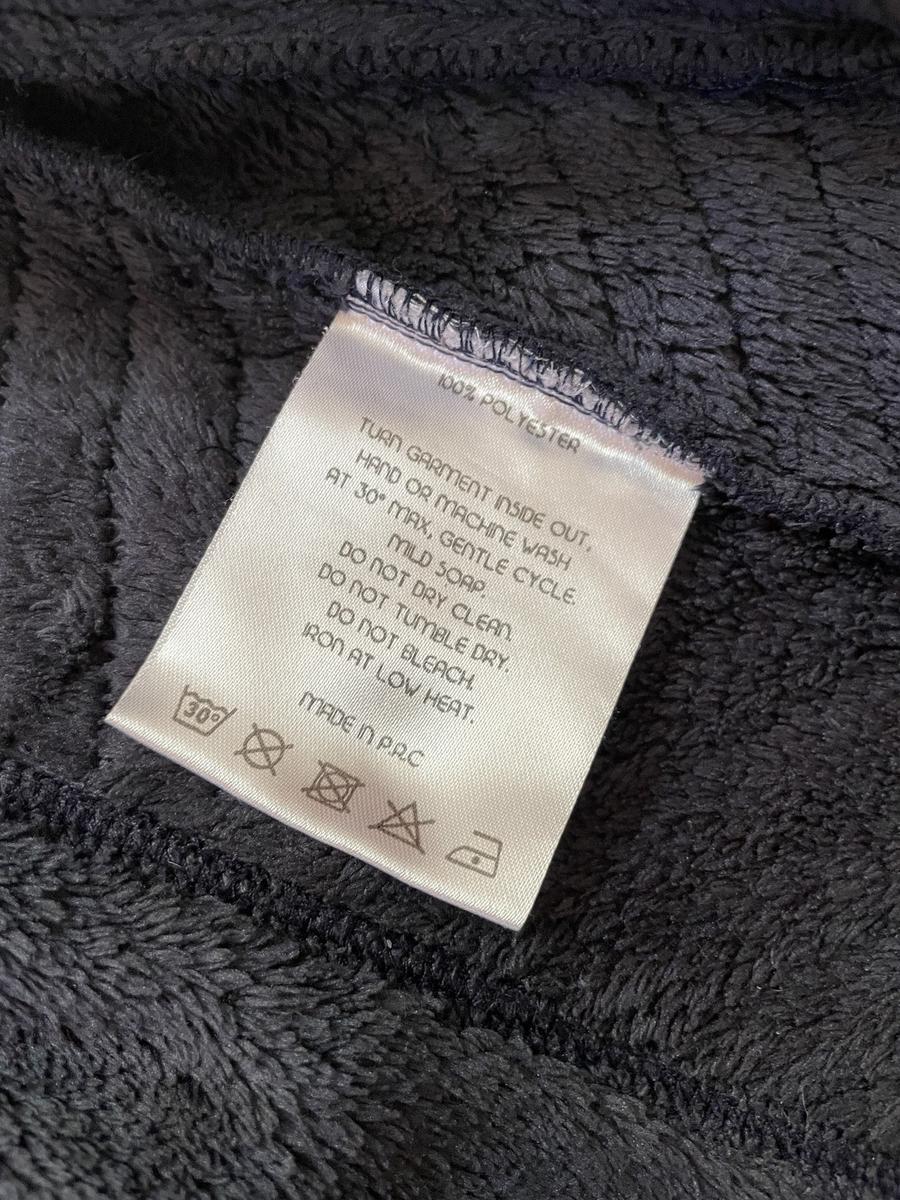 100% POLYESTER
TURN GARMENT INSIDE OUT,
HAND OR MACHINE WASH
AT 30° MAX, GENTLE CYCLE.
MILD SOAP.
DO NOT DRY CLEAN.
DO NOT TUMBLE DRY.
DO NOT BLEACH.
IRON AT LOW HEAT.
MADE IN P.R.C
30°